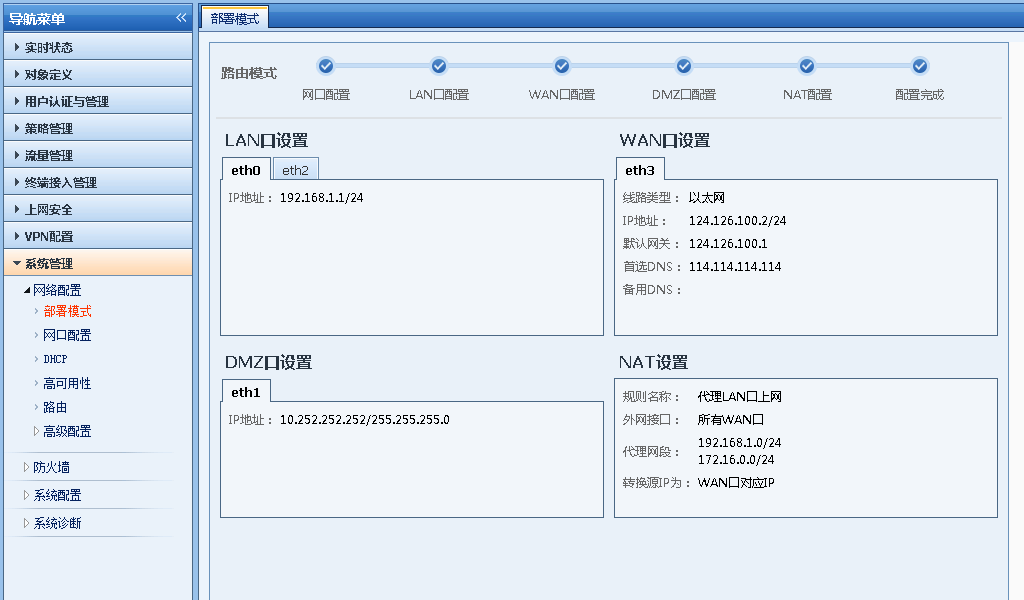 导航菜单
实时状态
对象定义
用户认证与管理
策略管理
流量管理
终端接入管理
上网安全
VPN配置
系统管理
网络配置
部署模式
网口配置
DHCP
高可用性
路由
高级配置
防火墙
系统配置
系统诊断
部署模式
路由模式
网口配置
LAN口配置
WAN口配置
DMZ口配置
NAT配置
配置完成
LAN口设置
eth0 eth2
IP地址： 192.168.1.1/24
WAN口设置
eth3
线路类型： 以太网
IP地址： 124.126.100.2/24
默认网关： 124.126.100.1
首选DNS： 114.114.114.114
备用DNS：
DMZ口设置
eth1
IP地址： 10.252.252.252/255.255.255.0
NAT设置
规则名称： 代理LAN口上网
外网接口： 所有WAN口
代理网段： 192.168.1.0/24
172.16.0.0/24
转换源IP为： WAN口对应IP